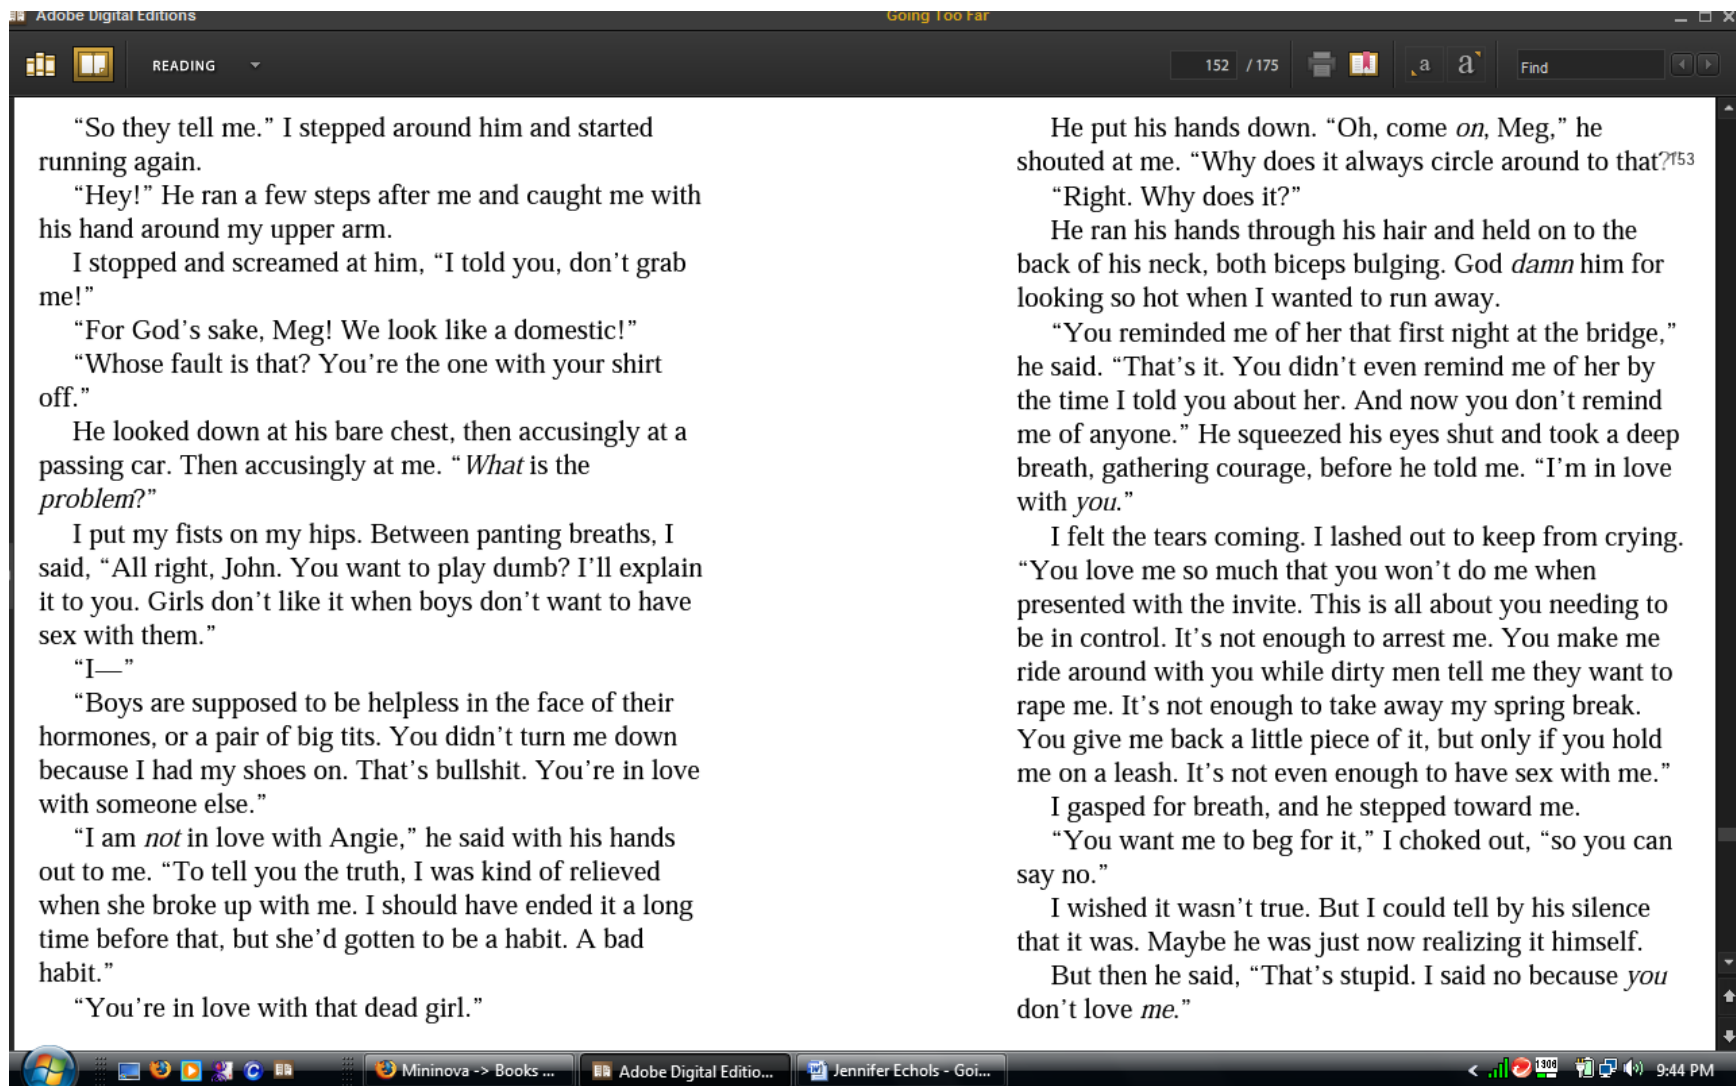 Adobe Digital Editions
Going Too Far
READING
152 / 175
a
a
Find
“So they tell me.” I stepped around him and started
running again.
“Hey!” He ran a few steps after me and caught me with
his hand around my upper arm.
I stopped and screamed at him, “I told you, don’t grab
me!”
“For God’s sake, Meg! We look like a domestic!”
“Whose fault is that? You’re the one with your shirt
off.”
He looked down at his bare chest, then accusingly at a
passing car. Then accusingly at me. “What is the
problem?”
I put my fists on my hips. Between panting breaths, I
said, “All right, John. You want to play dumb? I’ll explain
it to you. Girls don’t like it when boys don’t want to have
sex with them.”
“I—”
“Boys are supposed to be helpless in the face of their
hormones, or a pair of big tits. You didn’t turn me down
because I had my shoes on. That’s bullshit. You’re in love
with someone else.”
“I am not in love with Angie,” he said with his hands
out to me. “To tell you the truth, I was kind of relieved
when she broke up with me. I should have ended it a long
time before that, but she’d gotten to be a habit. A bad
habit.”
“You’re in love with that dead girl.”
He put his hands down. “Oh, come on, Meg,” he
shouted at me. “Why does it always circle around to that?”
153
“Right. Why does it?”
He ran his hands through his hair and held on to the
back of his neck, both biceps bulging. God damn him for
looking so hot when I wanted to run away.
“You reminded me of her that first night at the bridge,”
he said. “That’s it. You didn’t even remind me of her by
the time I told you about her. And now you don’t remind
me of anyone.” He squeezed his eyes shut and took a deep
breath, gathering courage, before he told me. “I’m in love
with you.”
I felt the tears coming. I lashed out to keep from crying.
“You love me so much that you won’t do me when
presented with the invite. This is all about you needing to
be in control. It’s not enough to arrest me. You make me
ride around with you while dirty men tell me they want to
rape me. It’s not enough to take away my spring break.
You give me back a little piece of it, but only if you hold
me on a leash. It’s not even enough to have sex with me.”
I gasped for breath, and he stepped toward me.
“You want me to beg for it,” I choked out, “so you can
say no.”
I wished it wasn’t true. But I could tell by his silence
that it was. Maybe he was just now realizing it himself.
But then he said, “That’s stupid. I said no because you
don’t love me.”
Mininova -> Books ...
Adobe Digital Editio...
Jennifer Echols - Goi...
1306
9:44 PM